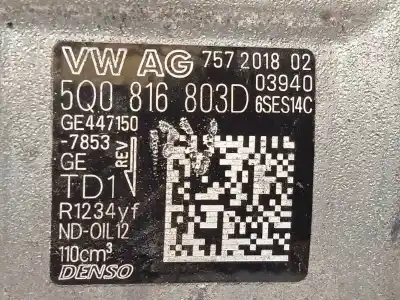 VW AG 757 2018 02
03940
5Q0 816 803D 6SES14C
GE447150
-7853
GE REV
TD1
R1234yf
ND-OIL12
110cm³
DENSO